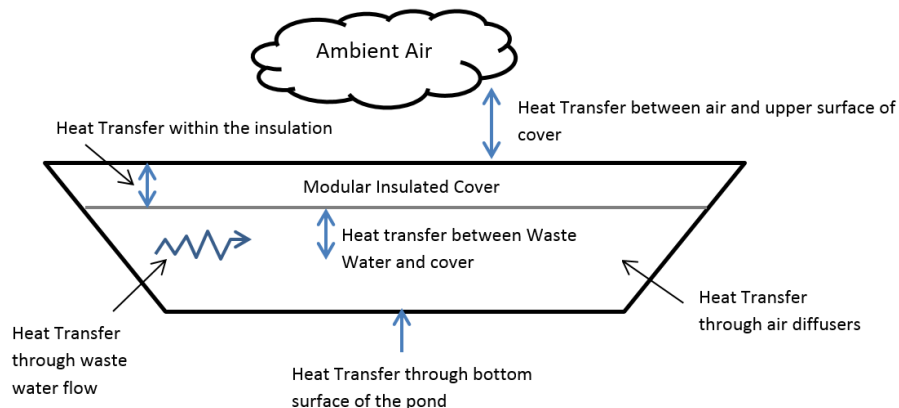 Ambient Air
Heat Transfer between air and upper surface of
cover
Heat Transfer within the insulation
Modular Insulated Cover
Heat transfer between Waste
Water and cover
Heat Transfer
through air diffusers
Heat Transfer
through waste
water flow
Heat Transfer through bottom
surface of the pond